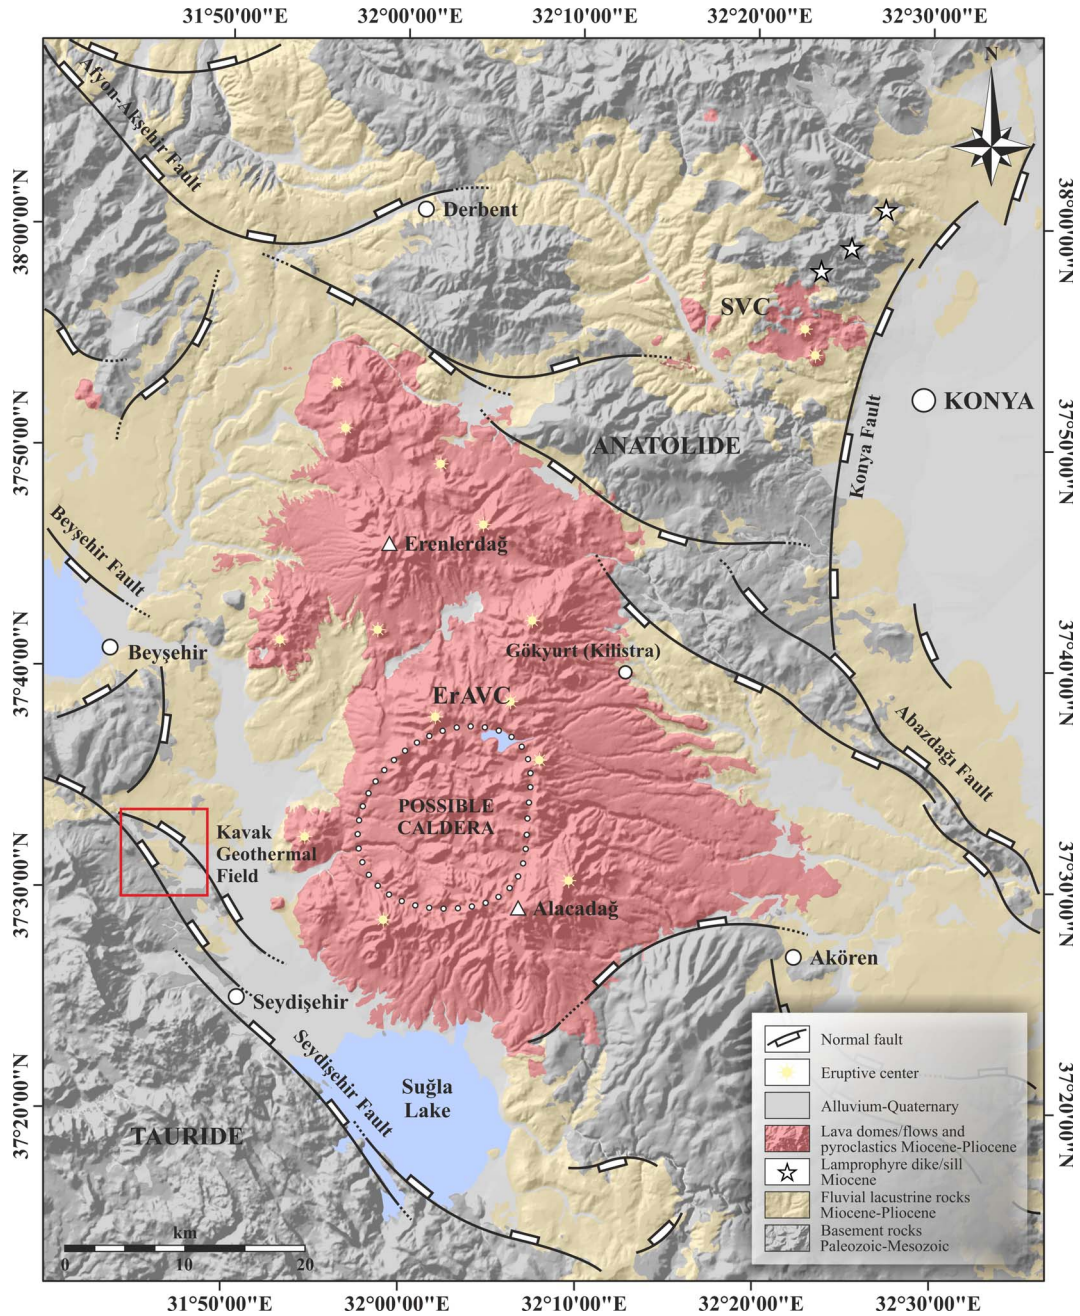 31°50'00"E
32°00'00"E
32°10'00"E
32°20'00"E
32°30'00"E
N
Afyon-Akşehir Fault
38°00'00"N
Derbent
38°00'00"N
SVC
KONYA
ANATOLIDE
Konya Fault
37°50'00"N
37°50'00"N
Beyşehir Fault
Erenlerdağ
Beyşehir
Gökyurt (Kilistra)
37°40'00"N
37°40'00"N
ErAVC
Abazdağı Fault
POSSIBLE
CALDERA
Kavak
Geothermal
Field
37°30'00"N
37°30'00"N
Alacadağ
Akören
Seydişehir
Seydişehir Fault
Suğla
Lake
37°20'00"N
37°20'00"N
TAURIDE
Normal fault
Eruptive center
Alluvium-Quaternary
Lava domes/flows and
pyroclastics Miocene-Pliocene
Lamprophyre dike/sill
Miocene
Fluvial lacustrine rocks
Miocene-Pliocene
Basement rocks
Paleozoic-Mesozoic
km
0 10 20
31°50'00"E
32°00'00"E
32°10'00"E
32°20'00"E
32°30'00"E